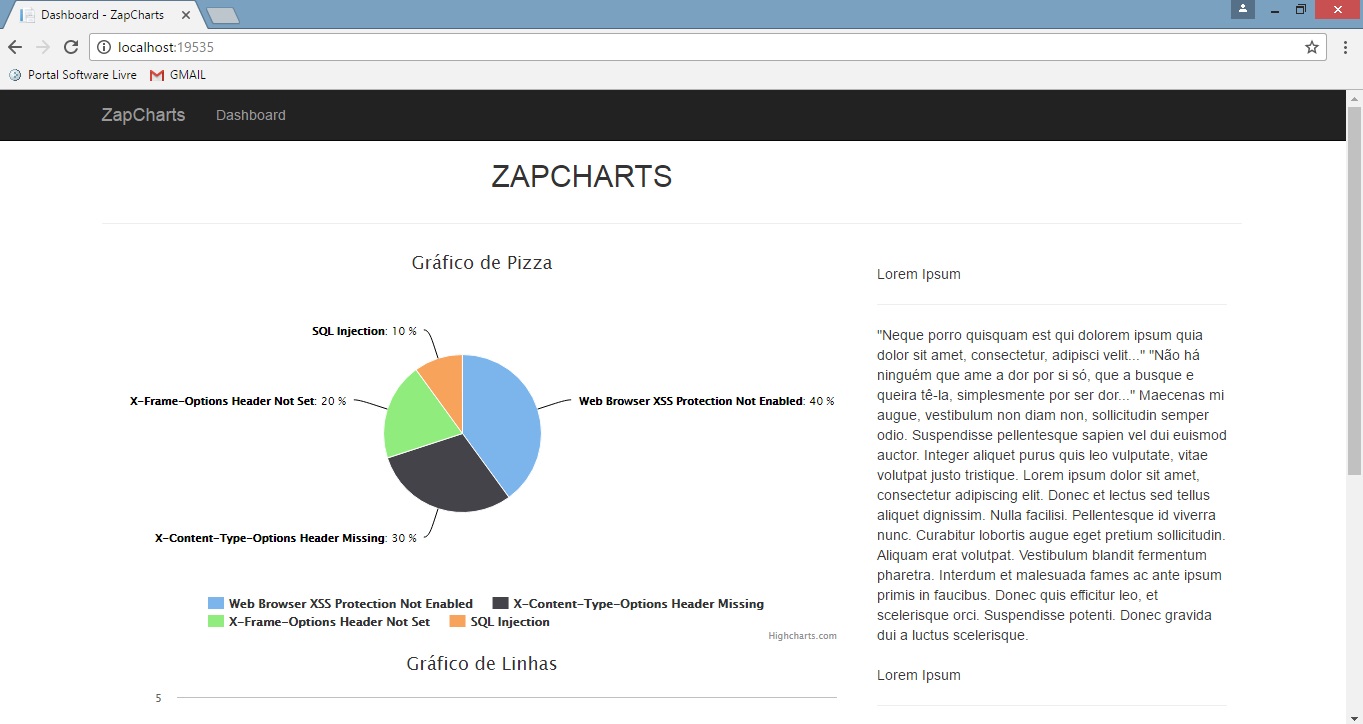 Dashboard - ZapCharts
localhost:19535
Portal Software Livre GMAIL
ZapCharts Dashboard
ZAPCHARTS
Gráfico de Pizza
SQL Injection: 10 %
X-Frame-Options Header Not Set: 20 %
Web Browser XSS Protection Not Enabled: 40 %
X-Content-Type-Options Header Missing: 30 %
Web Browser XSS Protection Not Enabled X-Content-Type-Options Header Missing
X-Frame-Options Header Not Set SQL Injection
Highcharts.com
Gráfico de Linhas
5
Lorem Ipsum
"Neque porro quisquam est qui dolorem ipsum quia
dolor sit amet, consectetur, adipisci velit..." "Não há
ninguém que ame a dor por si só, que a busque e
queira tê-la, simplesmente por ser dor..." Maecenas mi
augue, vestibulum non diam non, sollicitudin semper
odio. Suspendisse pellentesque sapien vel dui euismod
auctor. Integer aliquet purus quis leo vulputate, vitae
volutpat justo tristique. Lorem ipsum dolor sit amet,
consectetur adipiscing elit. Donec et lectus sed tellus
aliquet dignissim. Nulla facilisi. Pellentesque id viverra
nunc. Curabitur lobortis augue eget pretium sollicitudin.
Aliquam erat volutpat. Vestibulum blandit fermentum
pharetra. Interdum et malesuada fames ac ante ipsum
primis in faucibus. Donec quis efficitur leo, et
scelerisque orci. Suspendisse potenti. Donec gravida
dui a luctus scelerisque.
Lorem Ipsum